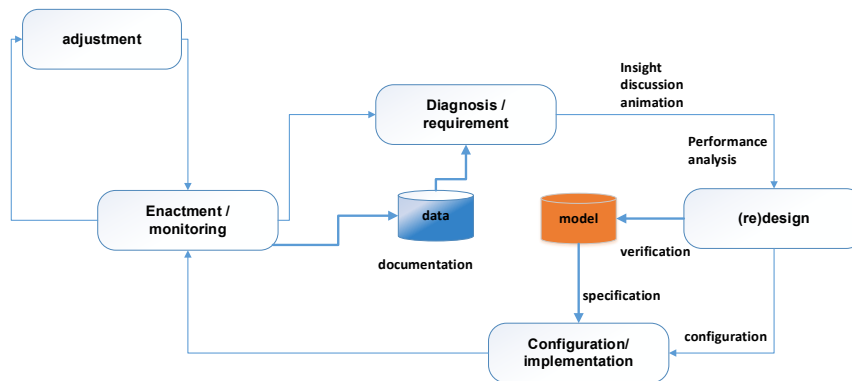 adjustment
Insight
discussion
animation
Diagnosis /
requirement
Performance
analysis
Enactment /
monitoring
data
model
(re)design
documentation
verification
specification
Configuration/
implementation
configuration